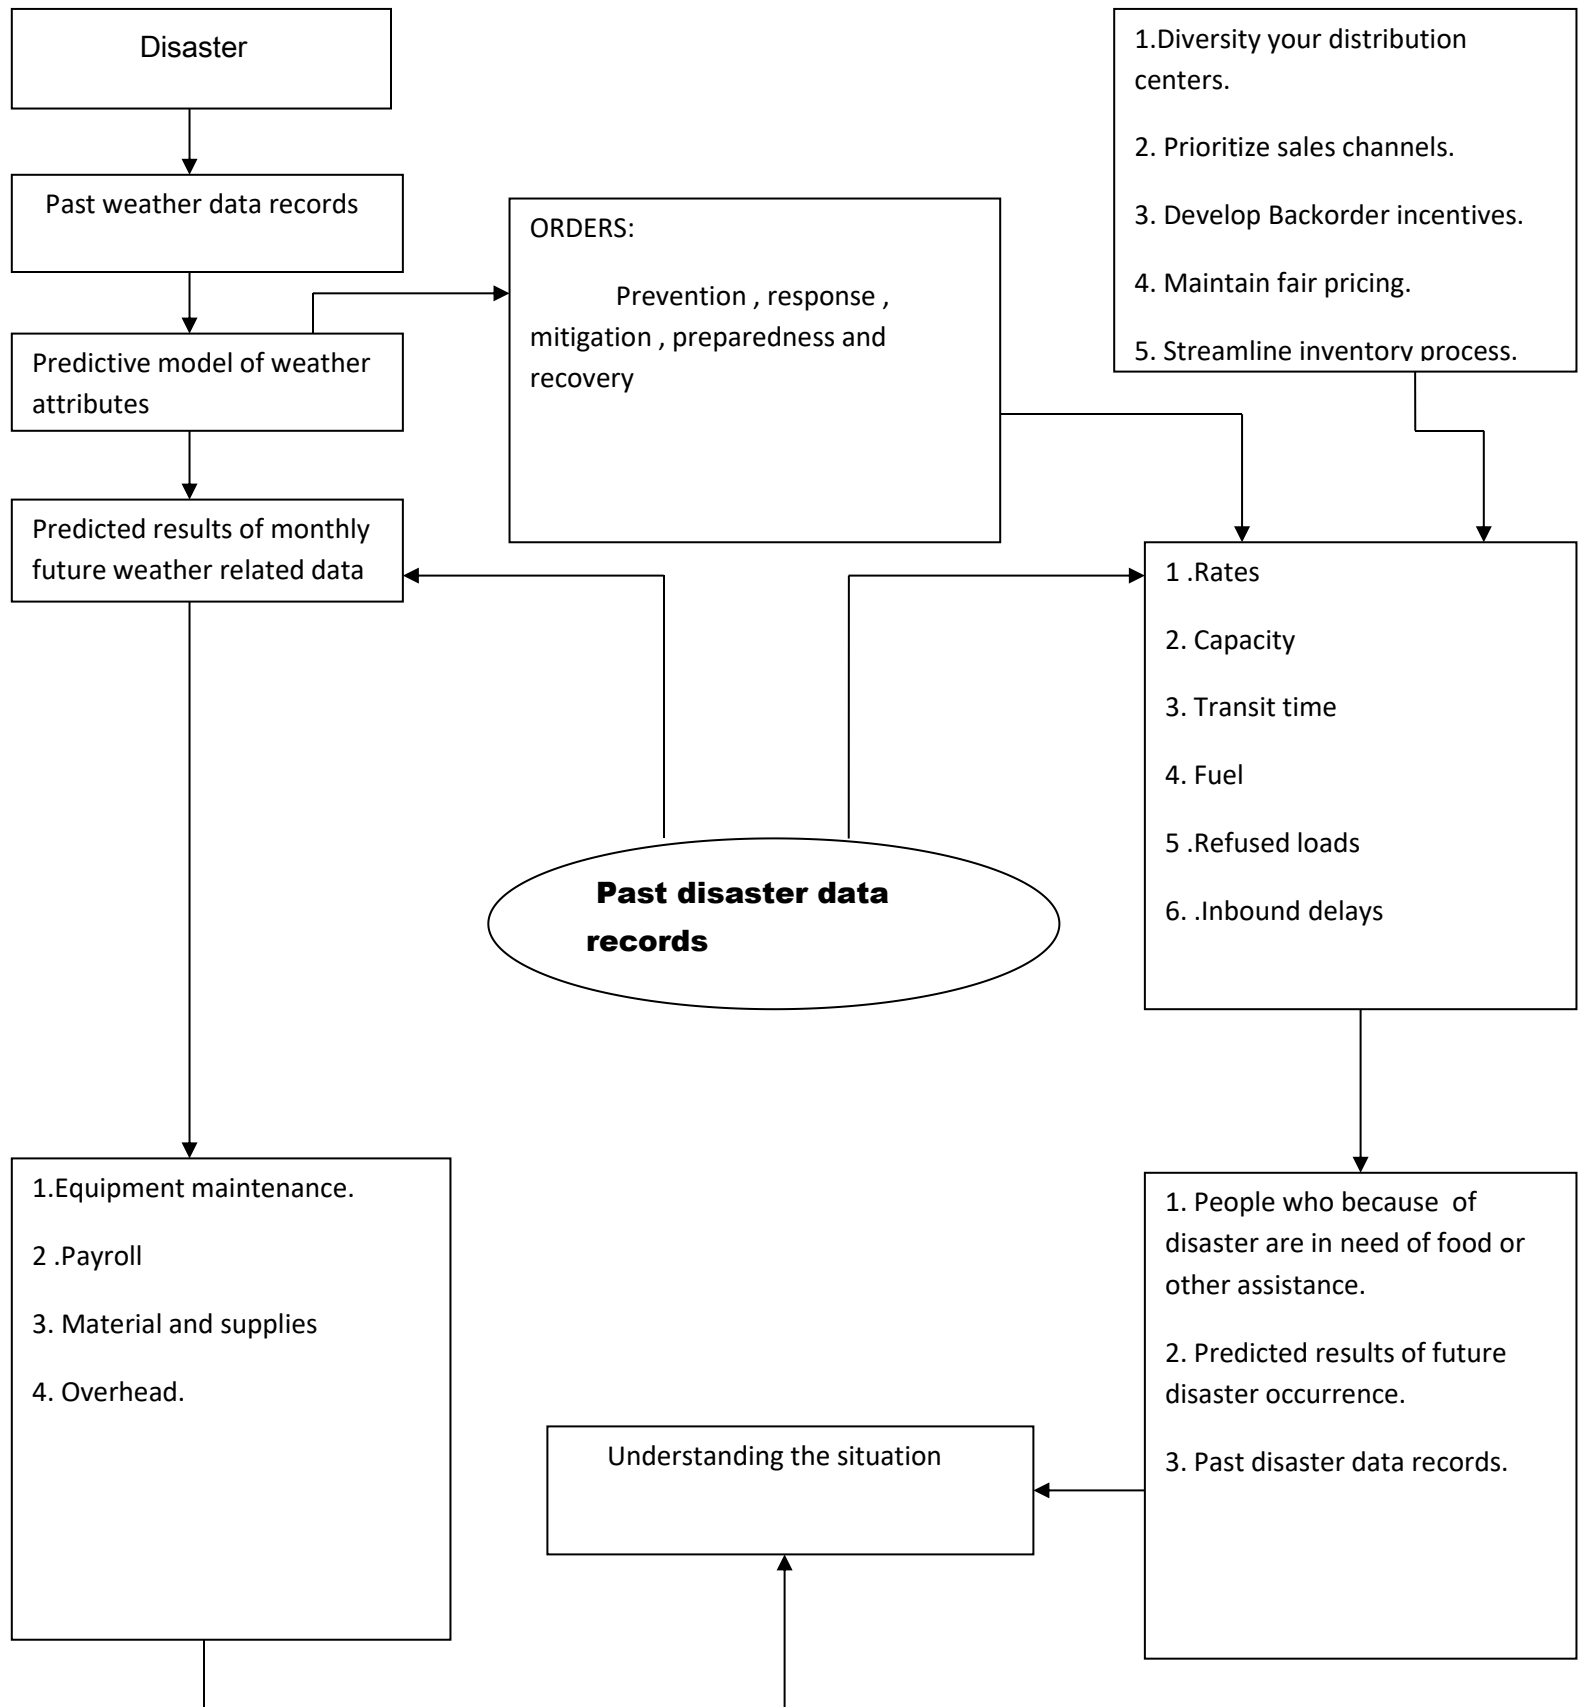 Disaster
Past weather data records
Predictive model of weather
attributes
Predicted results of monthly
future weather related data
ORDERS:
Prevention , response ,
mitigation , preparedness and
recovery
1.Diversity your distribution
centers.
2. Prioritize sales channels.
3. Develop Backorder incentives.
4. Maintain fair pricing.
5. Streamline inventory process.
1 .Rates
2. Capacity
3. Transit time
4. Fuel
5 .Refused loads
6. .Inbound delays
Past disaster data
records
1.Equipment maintenance.
2 .Payroll
3. Material and supplies
4. Overhead.
Understanding the situation
1. People who because  of
disaster are in need of food or
other assistance.
2. Predicted results of future
disaster occurrence.
3. Past disaster data records.